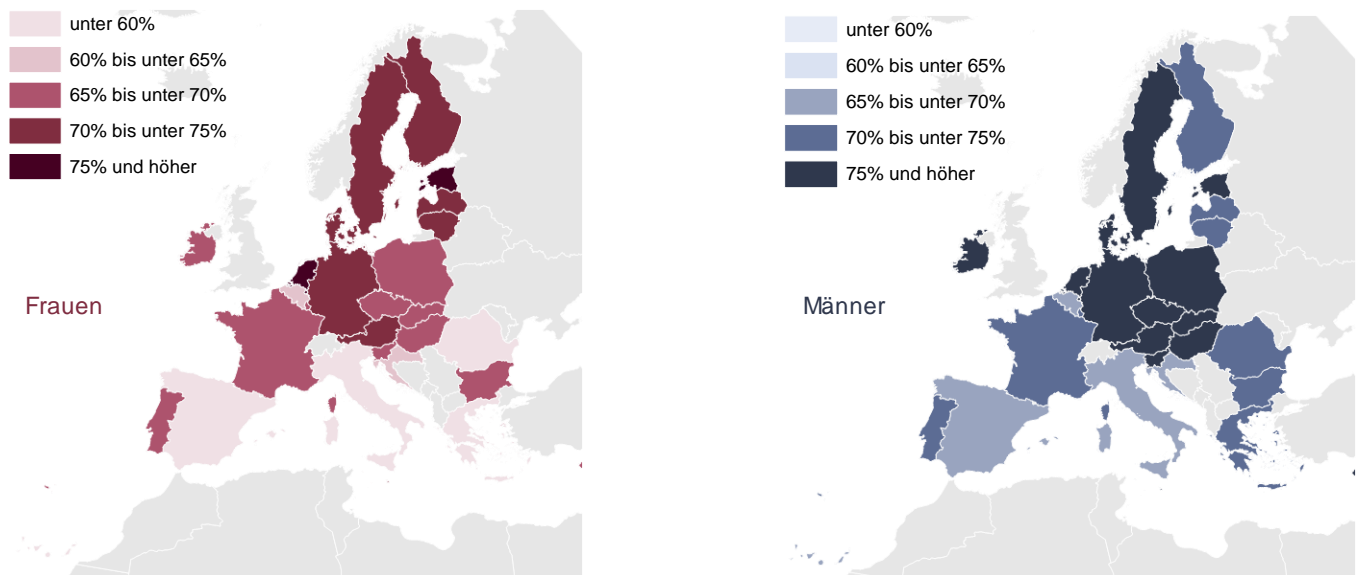 unter 60%
60% bis unter 65%
65% bis unter 70%
70% bis unter 75%
75% und höher
Frauen
unter 60%
60% bis unter 65%
65% bis unter 70%
70% bis unter 75%
75% und höher
Männer